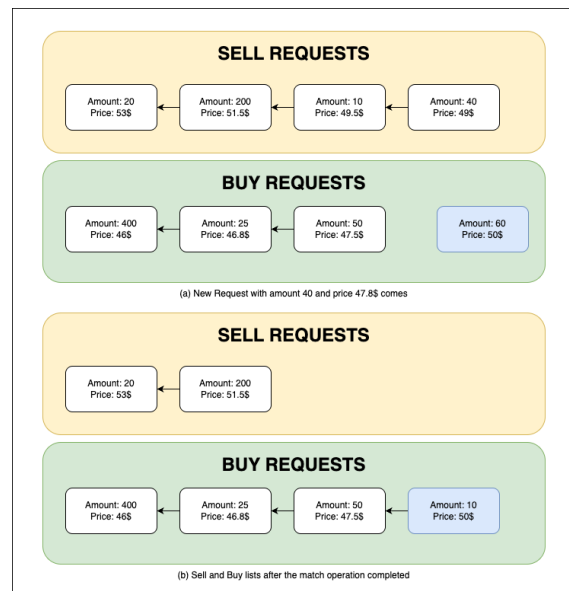 SELL REQUESTS
Amount: 20
Price: 53$
Amount: 200
Price: 51.5$
Amount: 10
Price: 49.5$
Amount: 40
Price: 49$
BUY REQUESTS
Amount: 400
Price: 46$
Amount: 25
Price: 46.8$
Amount: 50
Price: 47.5$
Amount: 60
Price: 50$
(a) New Request with amount 40 and price 47.8$ comes
SELL REQUESTS
Amount: 20
Price: 53$
Amount: 200
Price: 51.5$
BUY REQUESTS
Amount: 400
Price: 46$
Amount: 25
Price: 46.8$
Amount: 50
Price: 47.5$
Amount: 10
Price: 50$
(b) Sell and Buy lists after the match operation completed